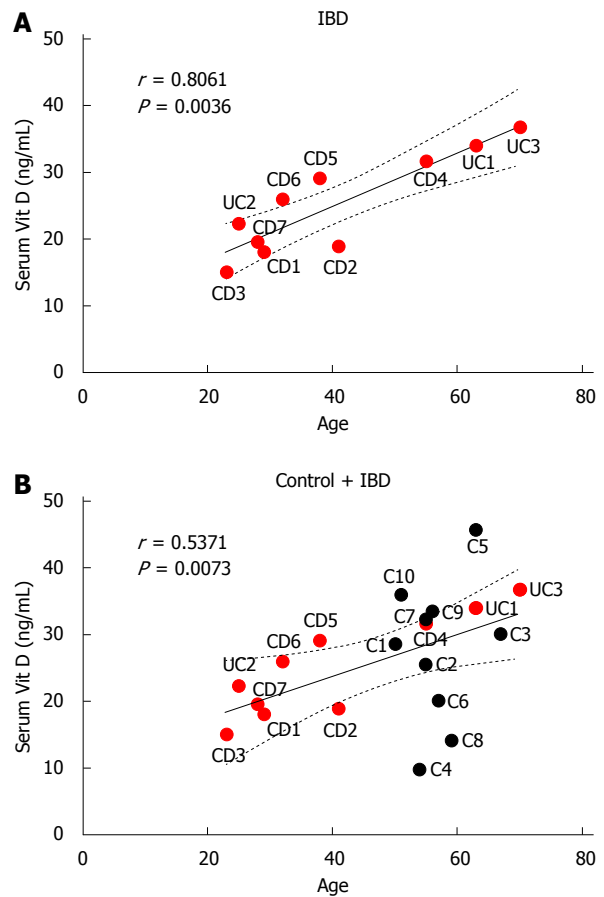 A
IBD
50
r = 0.8061
P = 0.0036
40
30
20
10
0
Serum Vit D (ng/mL)
CD5
CD6
UC2
CD7
CD3
CD1
CD2
CD4
UC1
UC3
0 20 40 60 80
Age
B
Control + IBD
50
r = 0.5371
P = 0.0073
40
30
20
10
0
Serum Vit D (ng/mL)
C5
C10
UC3
C7
C9
UC1
CD5
CD6
C1
CD4
C3
UC2
C2
CD7
CD3
CD1
CD2
C6
C8
C4
0 20 40 60 80
Age